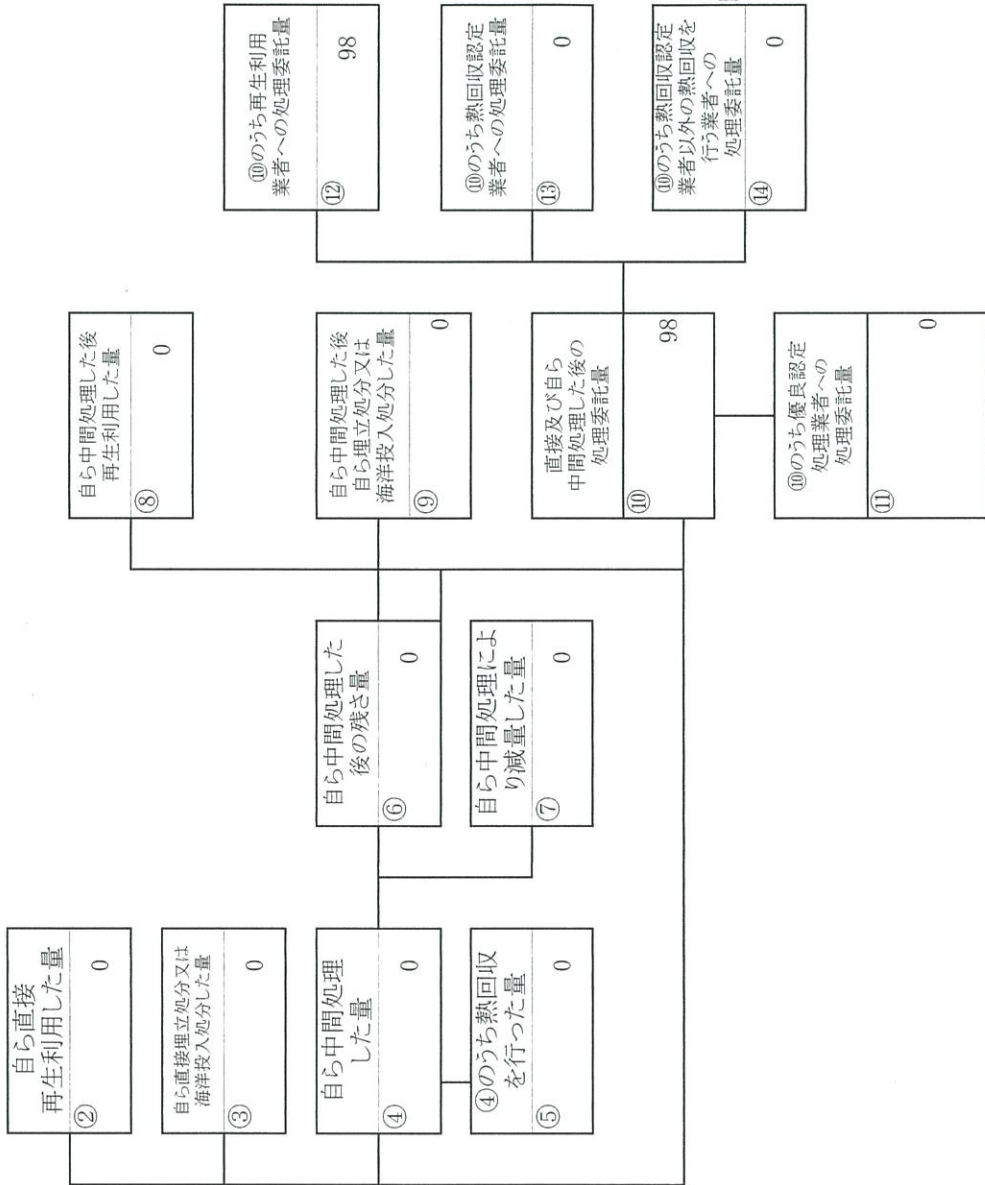 自ら直接
再生利用した量
②
0
自ら直接埋立処分又は
海洋投入処分した量
③
0
自ら中間処理
した量
④
0
④のうち熱回収
を行った量
⑤
0
自ら中間処理した
後の残さ量
⑥
0
自ら中間処理によ
り減量した量
⑦
0
自ら中間処理した後
再生利用した量
⑧
0
自ら中間処理した後
自ら埋立処分又は
海洋投入処分した量
⑨
0
直接及び自ら
中間処理した後の
処理委託量
⑩
98
⑩のうち優良認定
処理業者への
処理委託量
⑪
0
⑩のうち再生利用
業者への処理委託量
⑫
98
⑩のうち熱回収認定
業者への処理委託量
⑬
0
⑩のうち熱回収認定
業者以外の熱回収を
行う業者への
処理委託量
⑭
0